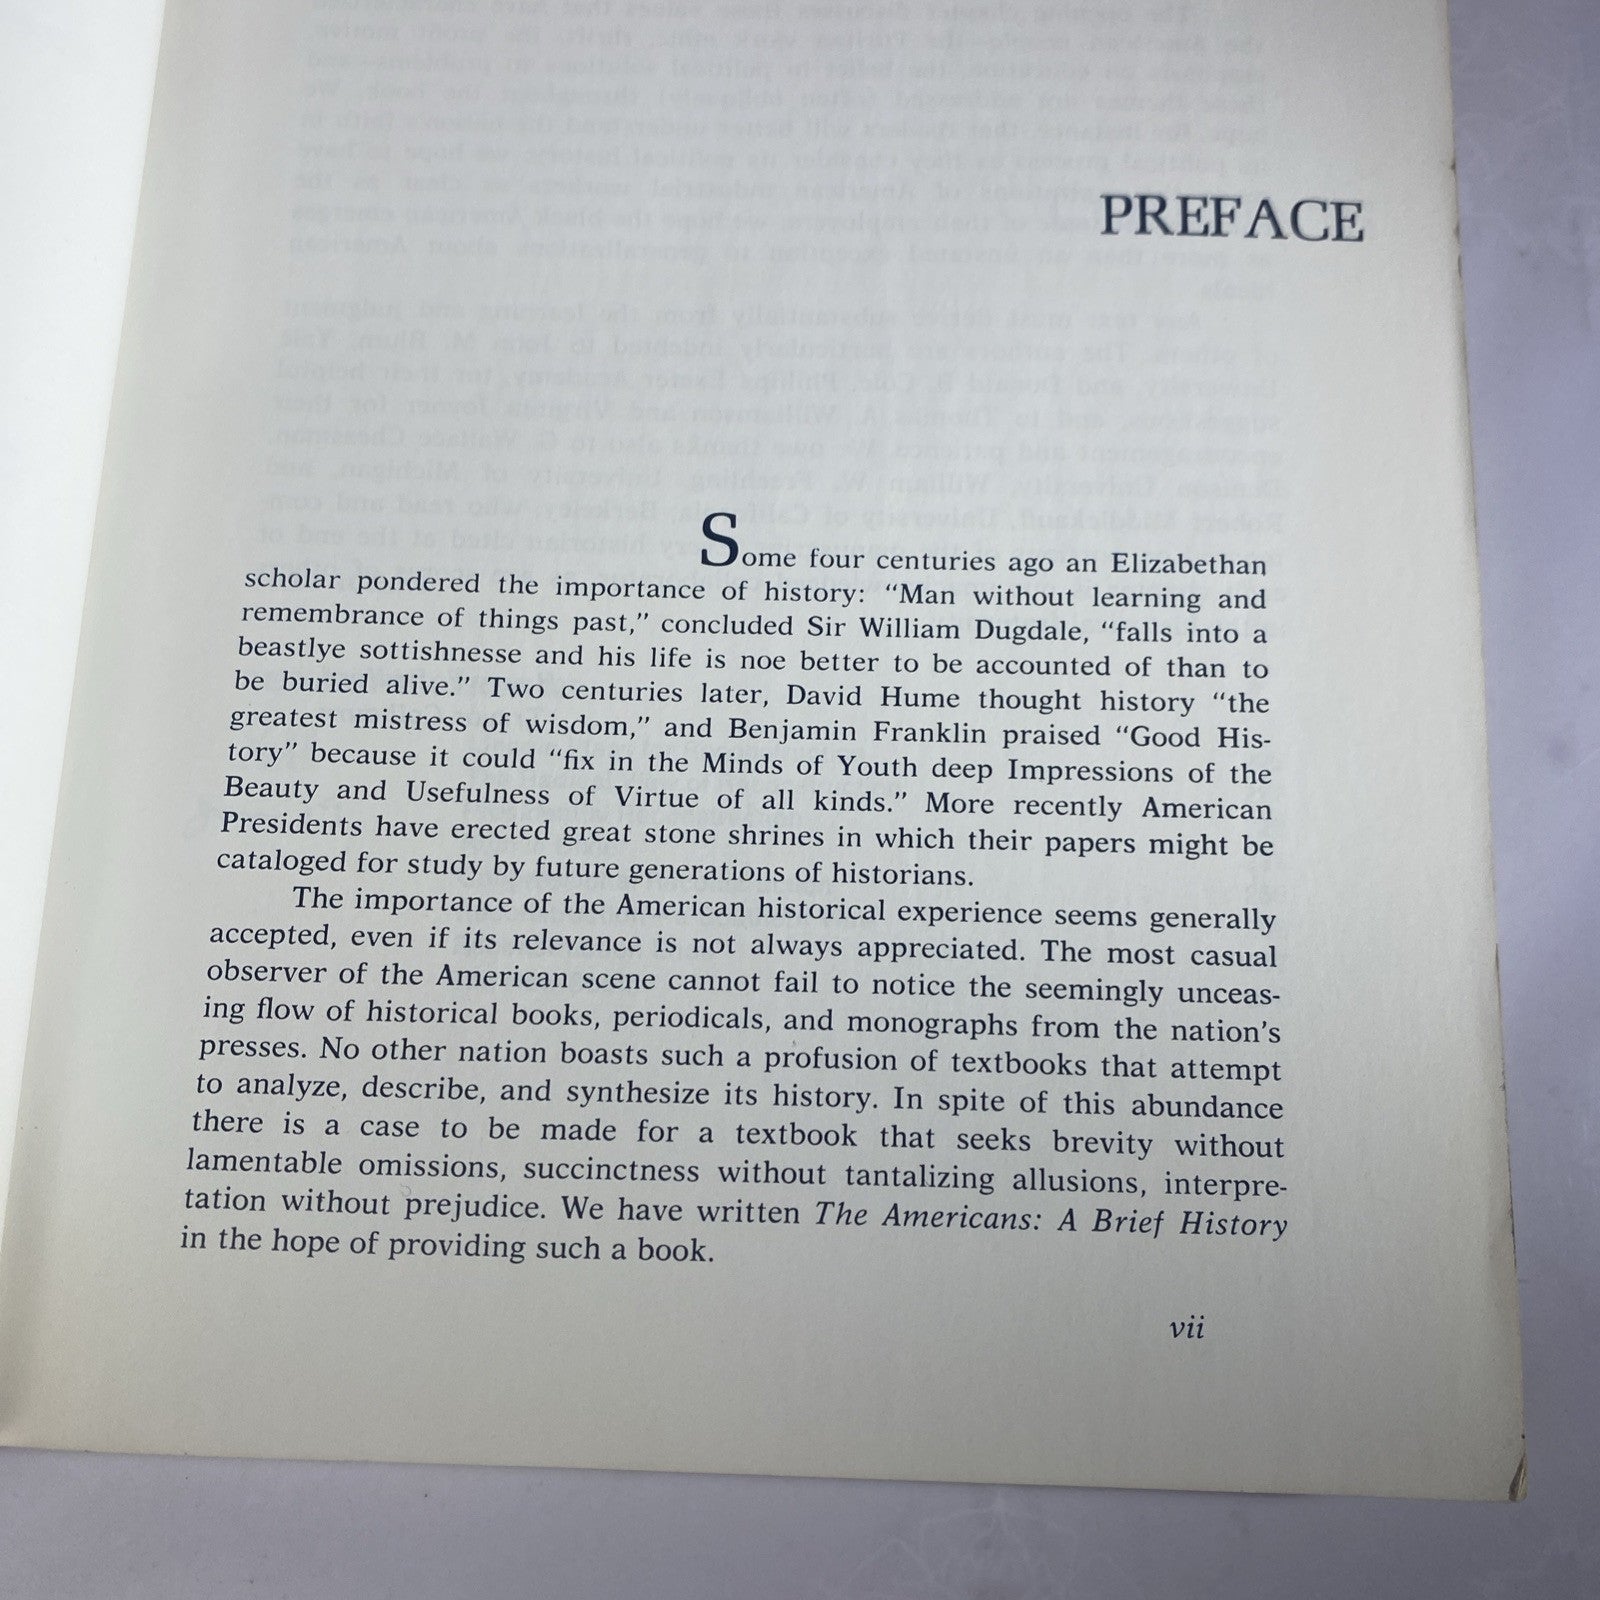 PREFACE
Some four centuries ago an Elizabethan
scholar pondered the importance of history: “Man without learning and
remembrance of things past,” concluded Sir William Dugdale, “falls into a
beastlye sottishnesse and his life is noe better to be accounted of than to
be buried alive.” Two centuries later, David Hume thought history “the
greatest mistress of wisdom,” and Benjamin Franklin praised “Good His-
tory” because it could “fix in the Minds of Youth deep Impressions of the
Beauty and Usefulness of Virtue of all kinds.” More recently American
Presidents have erected great stone shrines in which their papers might be
cataloged for study by future generations of historians.
The importance of the American historical experience seems generally
accepted, even if its relevance is not always appreciated. The most casual
observer of the American scene cannot fail to notice the seemingly unceas-
ing flow of historical books, periodicals, and monographs from the nation’s
presses. No other nation boasts such a profusion of textbooks that attempt
to analyze, describe, and synthesize its history. In spite of this abundance
there is a case to be made for a textbook that seeks brevity without
lamentable omissions, succinctness without tantalizing allusions, interpre-
tation without prejudice. We have written The Americans: A Brief History
in the hope of providing such a book.
vii